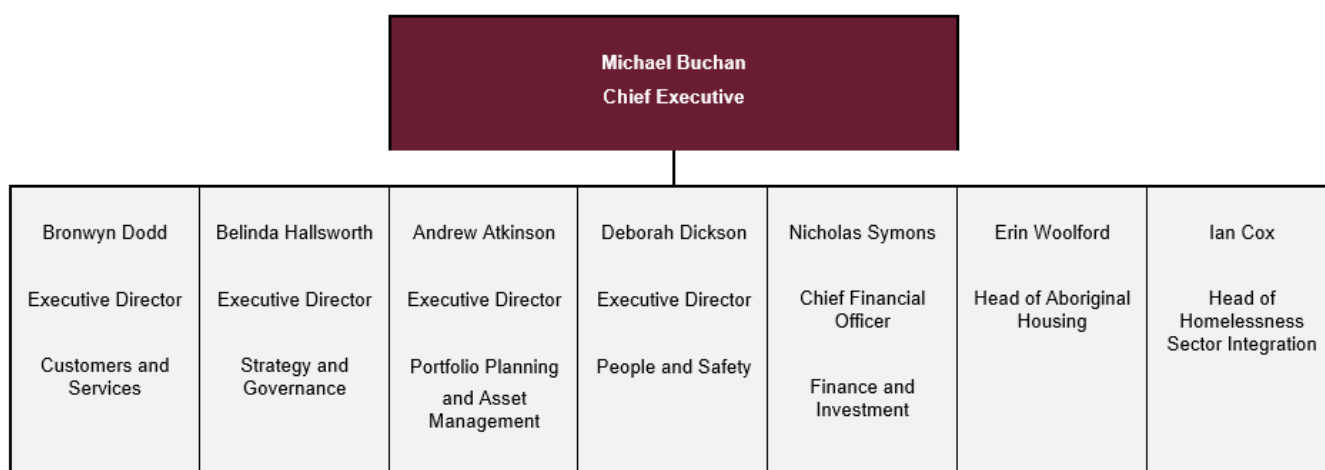 Michael Buchan
Chief Executive
Bronwyn Dodd
Executive Director
Customers and
Services
Belinda Hallsworth
Executive Director
Strategy and
Governance
Andrew Atkinson
Executive Director
Portfolio Planning
and Asset
Management
Deborah Dickson
Executive Director
People and Safety
Nicholas Symons
Chief Financial
Officer
Finance and
Investment
Erin Woolford
Head of Aboriginal
Housing
Ian Cox
Head of
Homelessness
Sector Integration